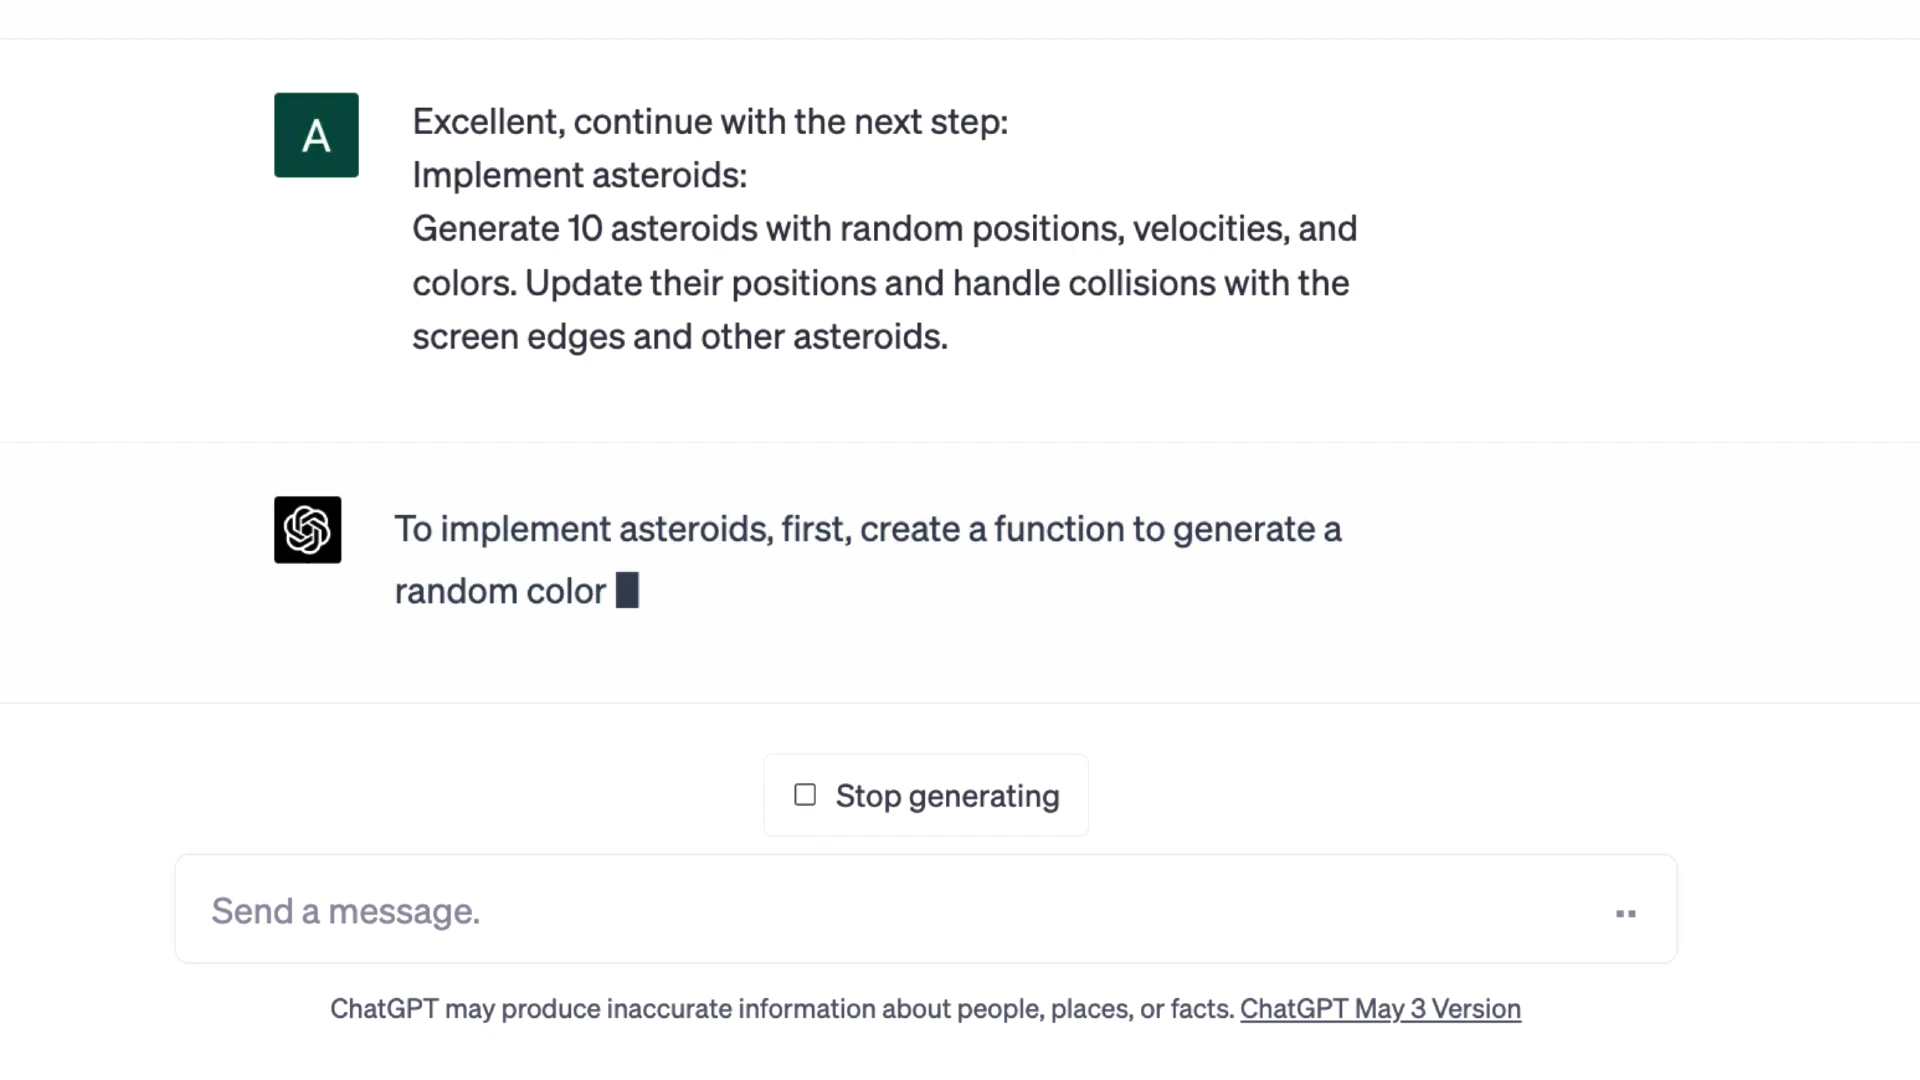 A
Excellent, continue with the next step:
Implement asteroids:
Generate 10 asteroids with random positions, velocities, and
colors. Update their positions and handle collisions with the
screen edges and other asteroids.
To implement asteroids, first, create a function to generate a
random color
Stop generating
Send a message.
ChatGPT may produce inaccurate information about people, places, or facts. ChatGPT May 3 Version